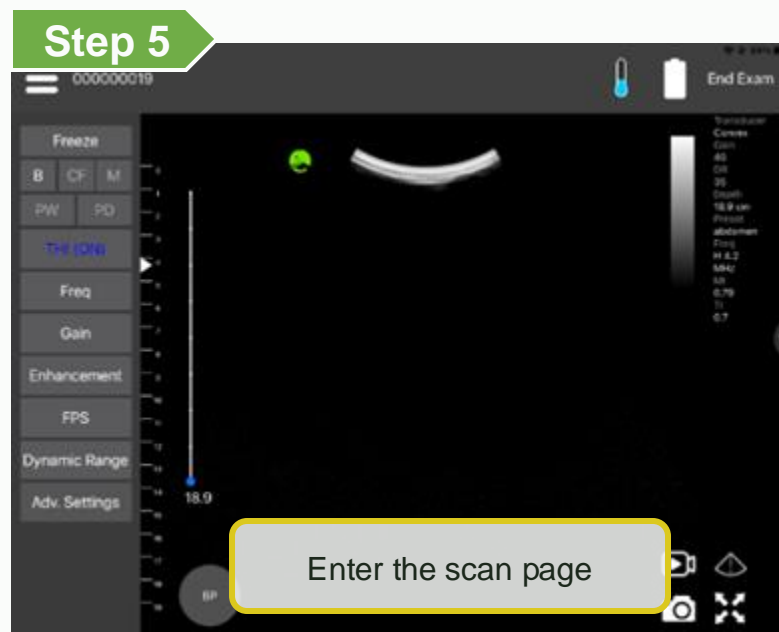 Step 5
000000019
End Exam
Freeze
B CF M
PW PD
THI (ON)
Freq
Gain
Enhancement
FPS
Dynamic Range
Adv. Settings
18.9
BP
Transducer
Convex
Gain
40
DR
35
Depth
18.9 cm
Preset
abdomen
Freq
H 4.2
MHz
MI
0.79
TI
0.7
Enter the scan page